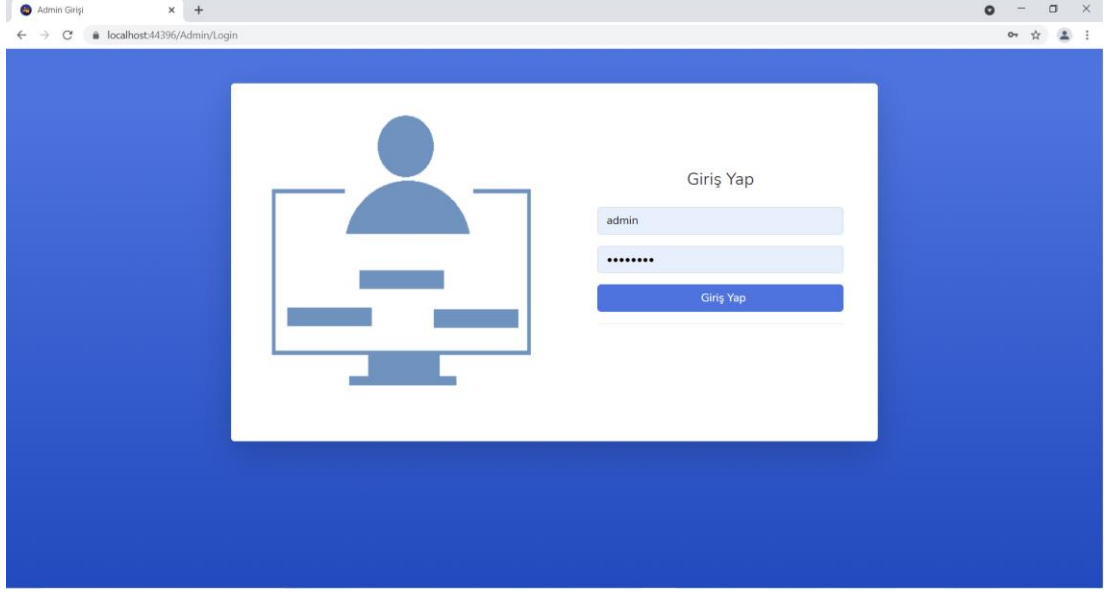 Admin Girişi
localhost:44396/Admin/Login
Giriş Yap
admin
••••••••
Giriş Yap